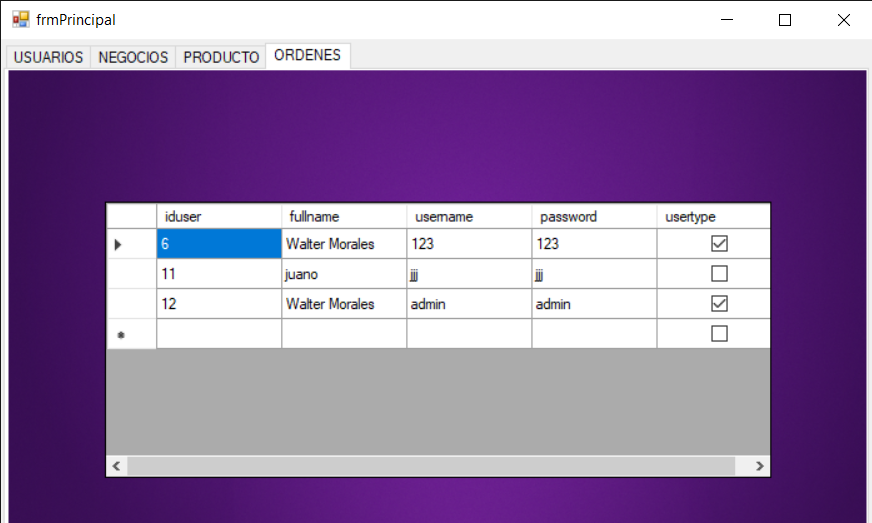 frmPrincipal
USUARIOS NEGOCIOS PRODUCTO ORDENES
iduser fullname username password usertype
6 Walter Morales 123 123
11 juano jjj jjj
12 Walter Morales admin admin